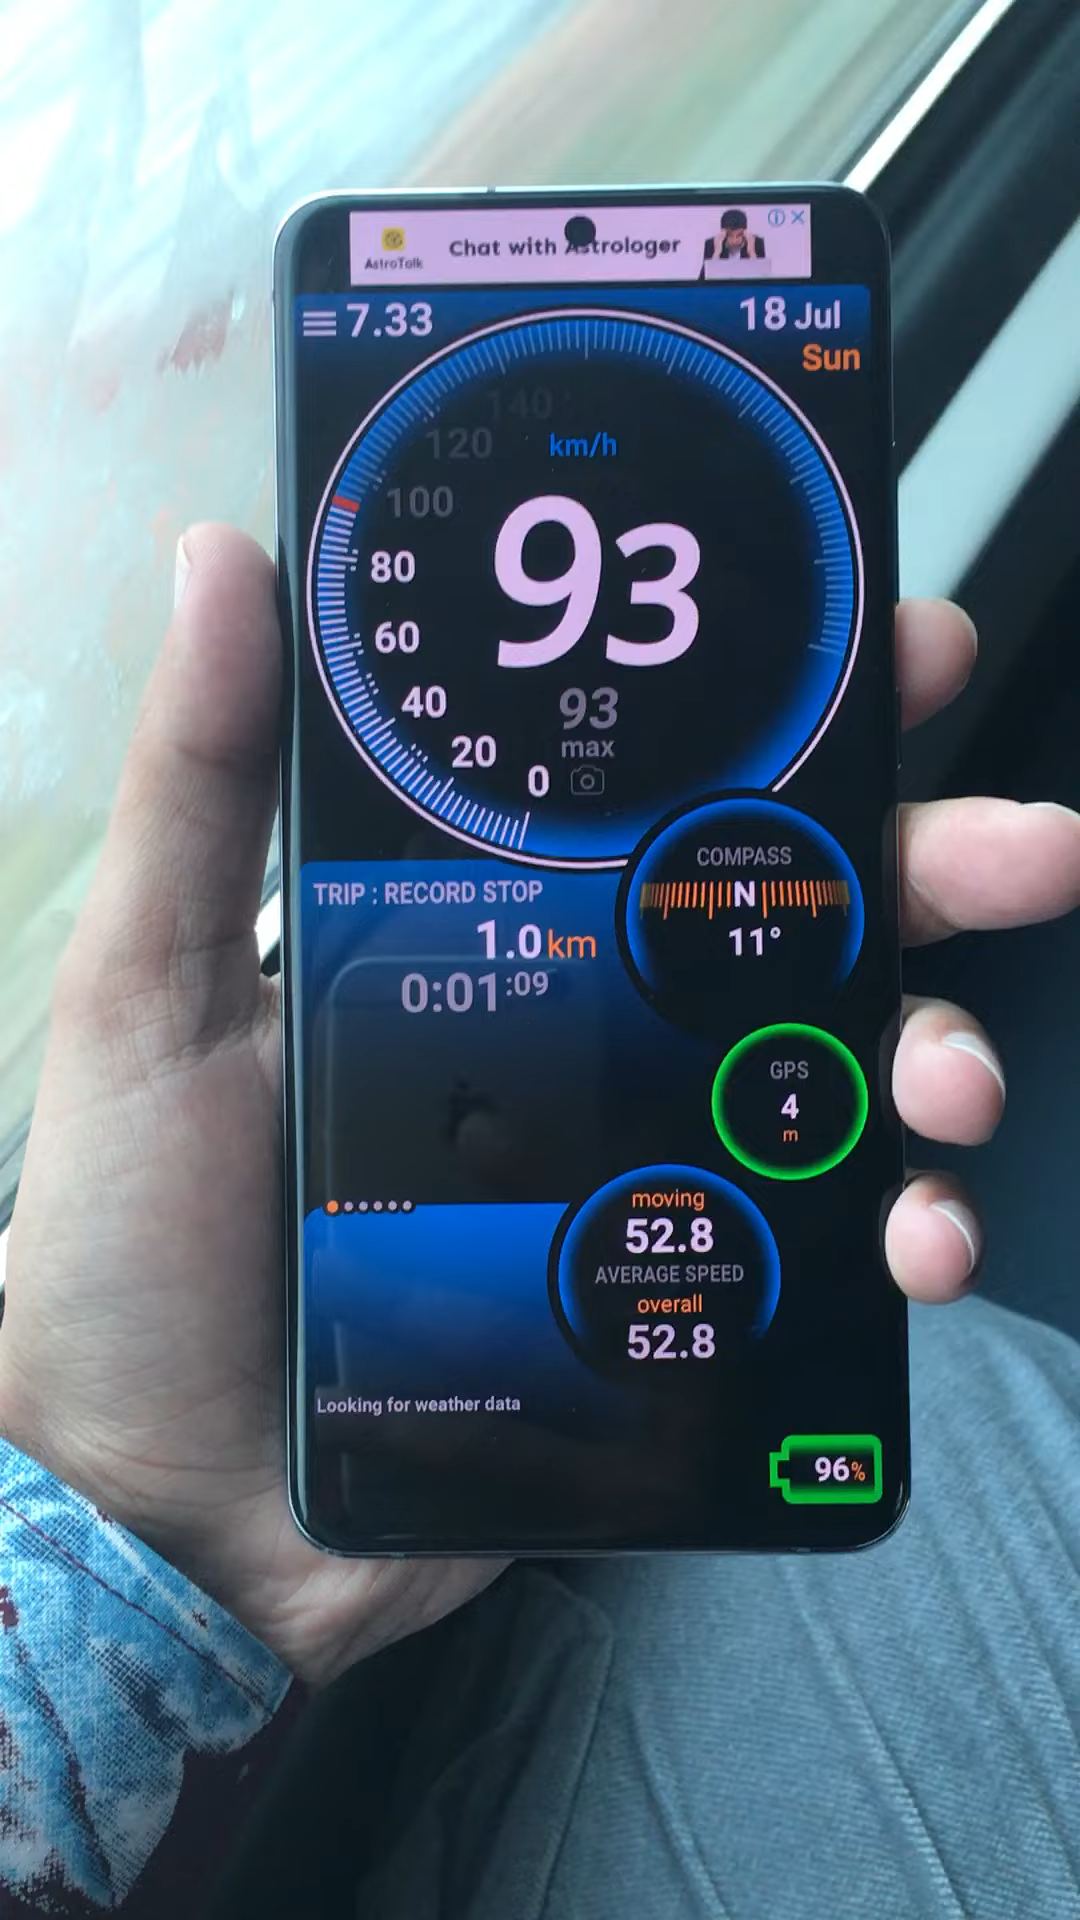 AstroTalk
Chat with Astrologer
7.33
18 Jul
Sun
140
120
km/h
100
80
60
40
20
0
93
93
max
COMPASS
N
11°
TRIP : RECORD STOP
1.0 km
0:01:09
GPS
4
m
moving
52.8
AVERAGE SPEED
overall
52.8
Looking for weather data
96%